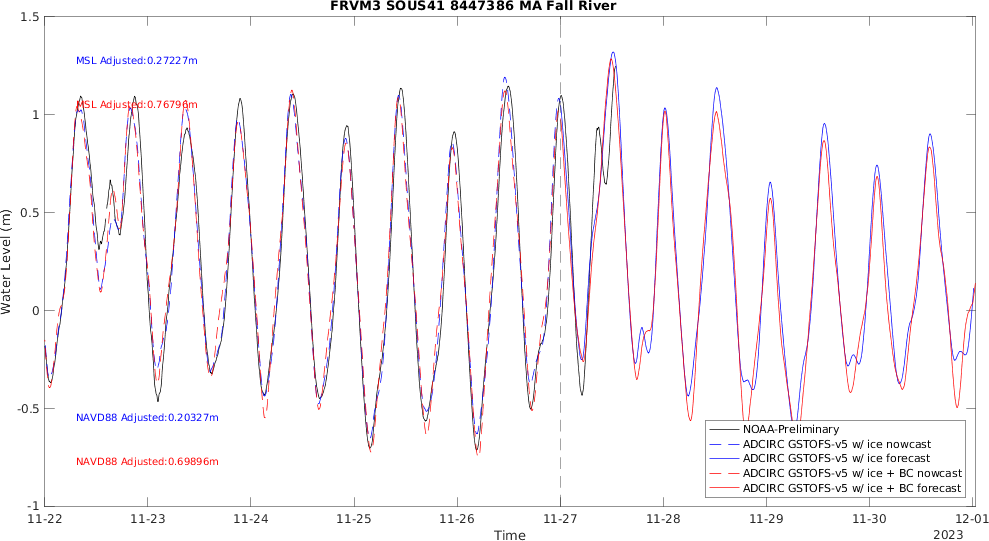 FRVM3 SOUS41 8447386 MA Fall River
1.5
1
0.5
0
-0.5
-1
Water Level (m)
MSL Adjusted:0.27227m
MSL Adjusted:0.76796m
NAVD88 Adjusted:0.20327m
NAVD88 Adjusted:0.69896m
NOAA-Preliminary
ADCIRC GSTOFS-v5 w/ ice nowcast
ADCIRC GSTOFS-v5 w/ ice forecast
ADCIRC GSTOFS-v5 w/ ice + BC nowcast
ADCIRC GSTOFS-v5 w/ ice + BC forecast
11-22 11-23 11-24 11-25 11-26 11-27 11-28 11-29 11-30 12-01
Time
2023